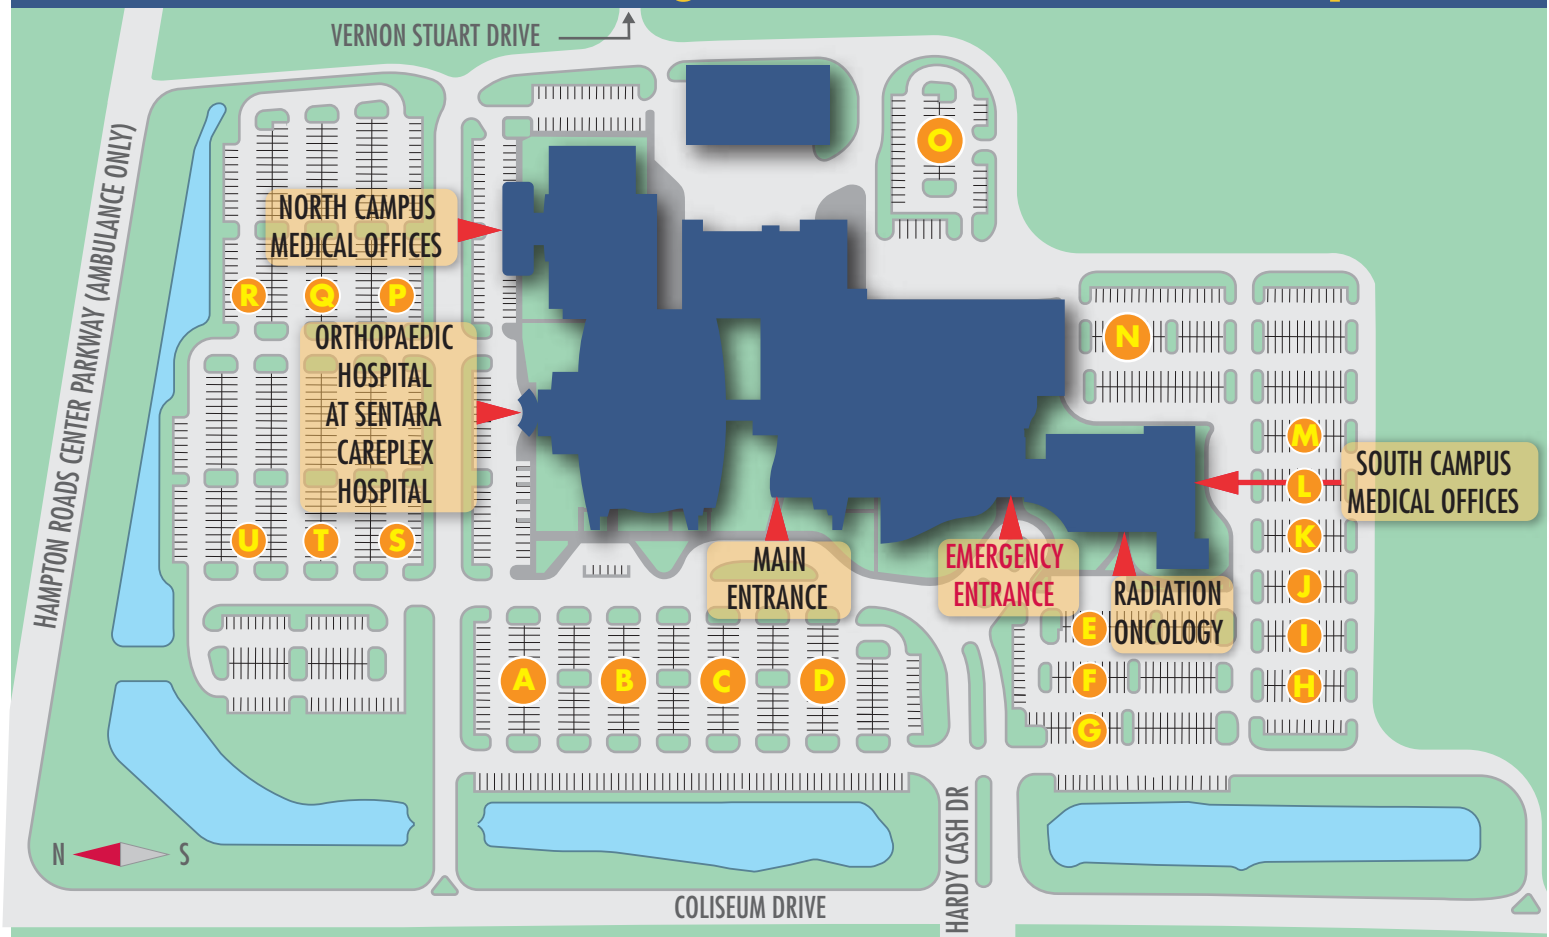 VERNON STUART DRIVE
HAMPTON ROADS CENTER PARKWAY (AMBULANCE ONLY)
O
NORTH CAMPUS
MEDICAL OFFICES
R
Q
P
ORTHOPAEDIC
HOSPITAL
AT SENTARA
CAREPLEX
HOSPITAL
N
M
L
SOUTH CAMPUS
MEDICAL OFFICES
K
U
T
S
MAIN
ENTRANCE
EMERGENCY
ENTRANCE
RADIATION
ONCOLOGY
J
I
H
E
F
G
A
B
C
D
N
S
HARDY CASH DR
COLISEUM DRIVE